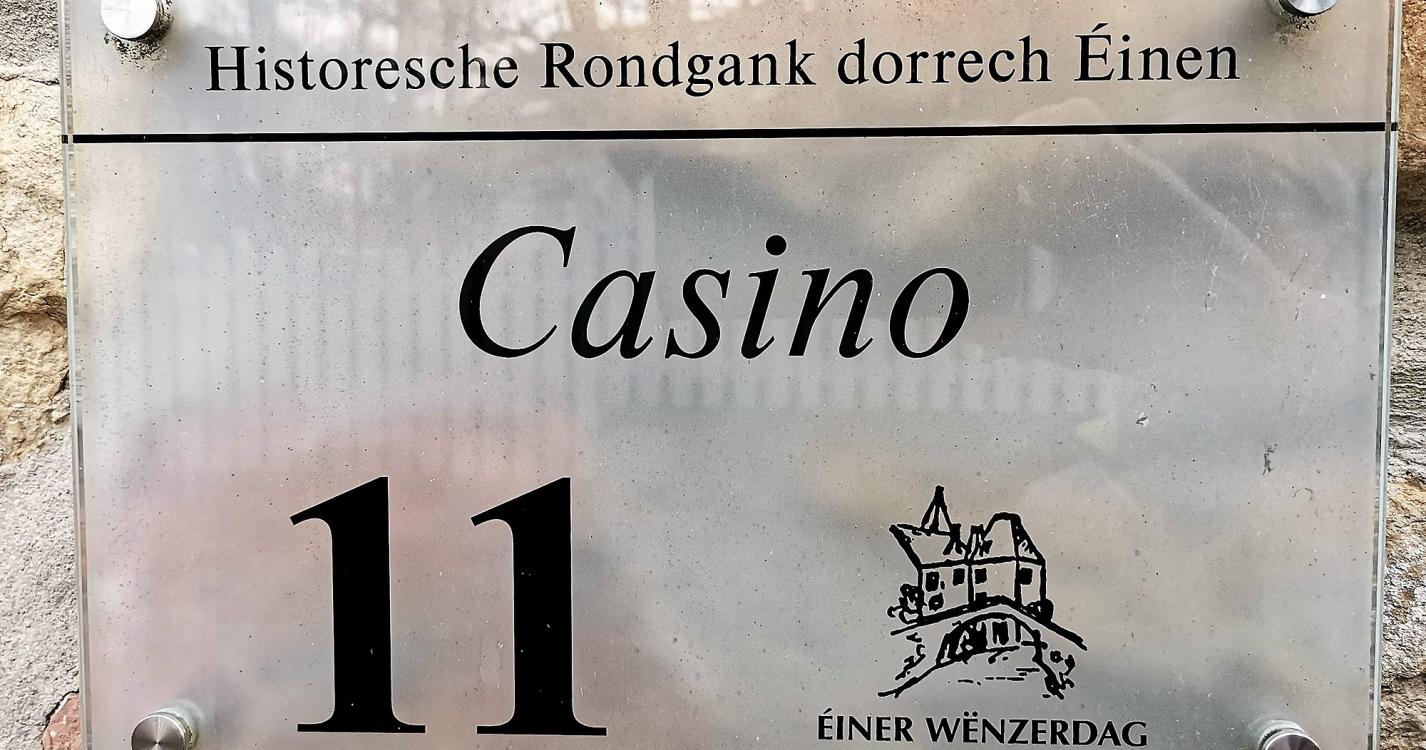 Historesche Rondgank dorrech Éinen
Casino
11
ÉINER WËNZERDAG